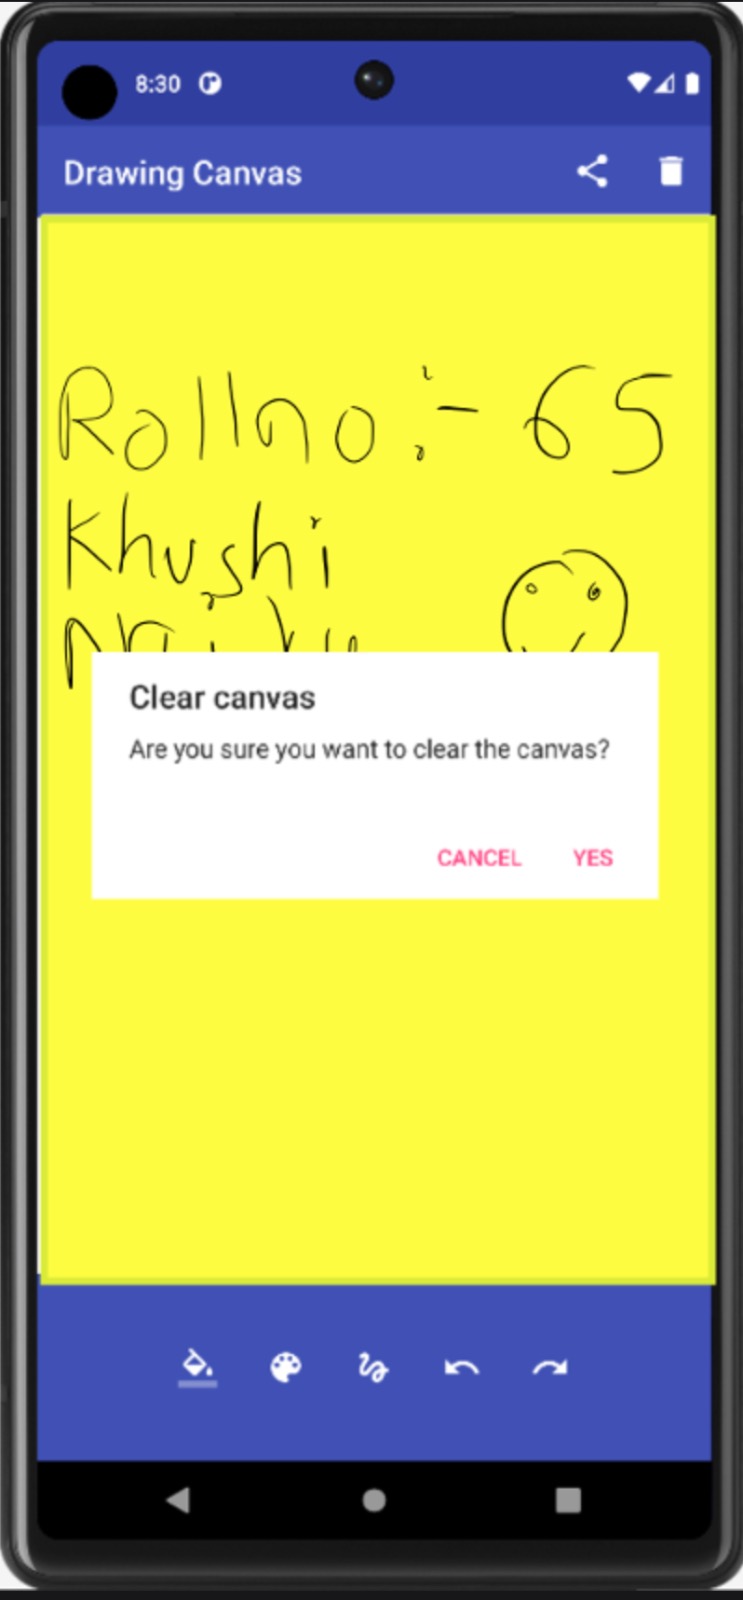 8:30
Drawing Canvas
Rollno :- 65
Khushi
Clear canvas
Are you sure you want to clear the canvas?
CANCEL YES